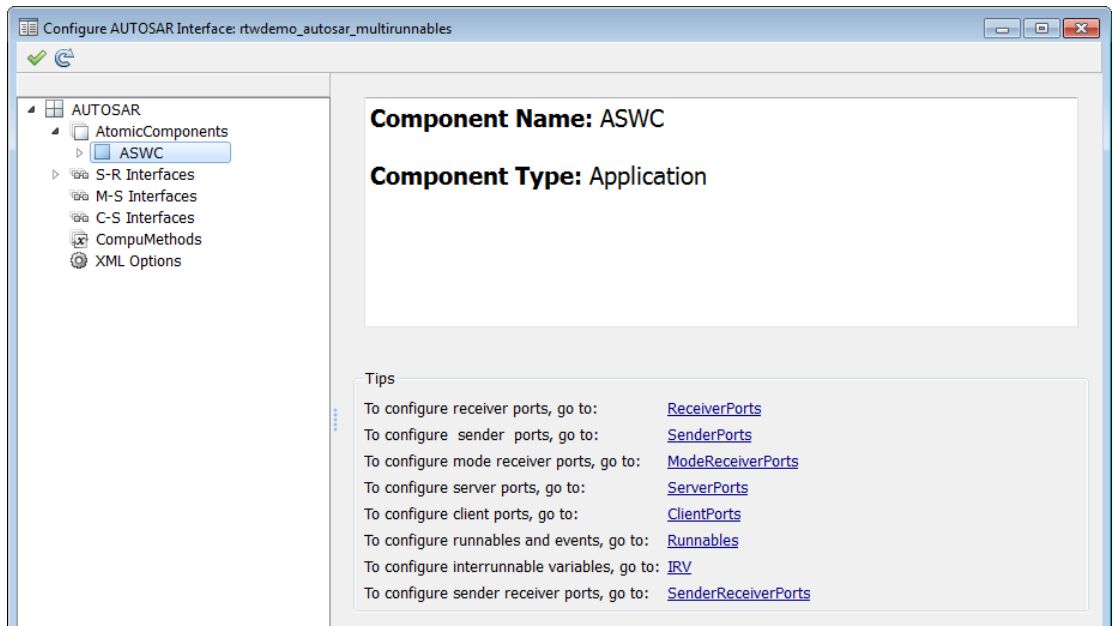 Configure AUTOSAR Interface: rtwdemo_autosar_multirunnables
AUTOSAR
AtomicComponents
ASWC
S-R Interfaces
M-S Interfaces
C-S Interfaces
CompuMethods
XML Options
Component Name: ASWC
Component Type: Application
Tips
To configure receiver ports, go to: ReceiverPorts
To configure sender ports, go to: SenderPorts
To configure mode receiver ports, go to: ModeReceiverPorts
To configure server ports, go to: ServerPorts
To configure client ports, go to: ClientPorts
To configure runnables and events, go to: Runnables
To configure interrunnable variables, go to: IRV
To configure sender receiver ports, go to: SenderReceiverPorts